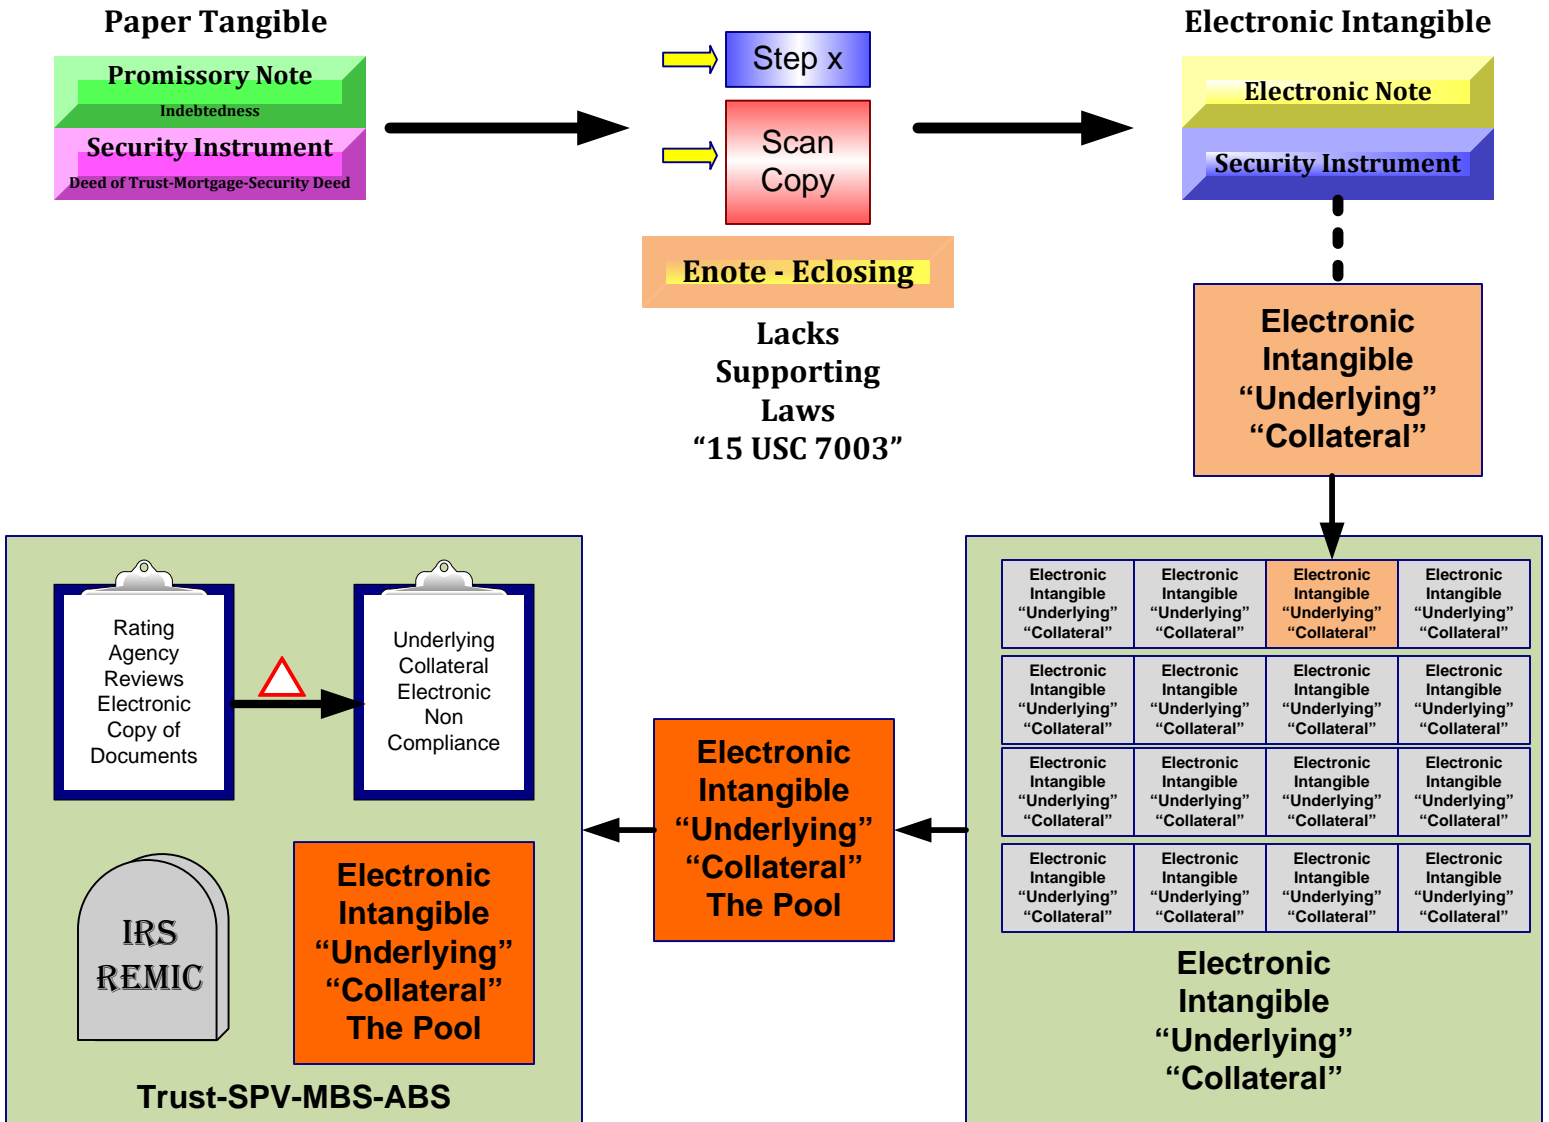 Paper Tangible
Promissory Note
Indebtedness
Security Instrument
Deed of Trust-Mortgage-Security Deed
Step x
Scan
Copy
Enote - Eclosing
Lacks
Supporting
Laws
“15 USC 7003”
Electronic Intangible
Electronic Note
Security Instrument
Electronic
Intangible
“Underlying”
“Collateral”
Electronic
Intangible
“Underlying”
“Collateral”
Electronic
Intangible
“Underlying”
“Collateral”
Electronic
Intangible
“Underlying”
“Collateral”
Electronic
Intangible
“Underlying”
“Collateral”
Electronic
Intangible
“Underlying”
“Collateral”
Electronic
Intangible
“Underlying”
“Collateral”
Electronic
Intangible
“Underlying”
“Collateral”
Electronic
Intangible
“Underlying”
“Collateral”
Electronic
Intangible
“Underlying”
“Collateral”
Electronic
Intangible
“Underlying”
“Collateral”
Electronic
Intangible
“Underlying”
“Collateral”
Electronic
Intangible
“Underlying”
“Collateral”
Electronic
Intangible
“Underlying”
“Collateral”
Electronic
Intangible
“Underlying”
“Collateral”
Electronic
Intangible
“Underlying”
“Collateral”
Electronic
Intangible
“Underlying”
“Collateral”
Electronic
Intangible
“Underlying”
“Collateral”
Electronic
Intangible
“Underlying”
“Collateral”
The Pool
Rating
Agency
Reviews
Electronic
Copy of
Documents
Underlying
Collateral
Electronic
Non
Compliance
IRS
REMIC
Electronic
Intangible
“Underlying”
“Collateral”
The Pool
Trust-SPV-MBS-ABS